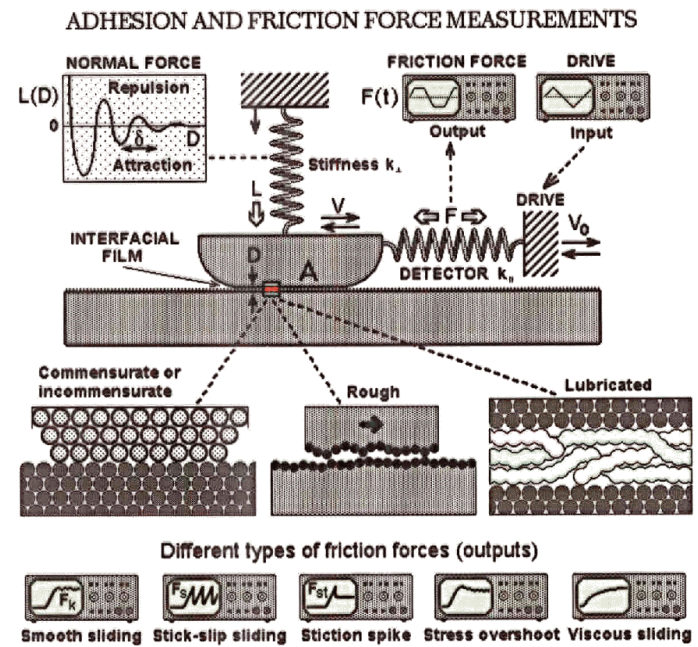 ADHESION AND FRICTION FORCE MEASUREMENTS
NORMAL FORCE
L(D)
Repulsion
0
δ
D
Attraction
FRICTION FORCE
F(t)
Output
DRIVE
Input
Stiffness k⊥
L
V
F
DRIVE
V₀
INTERFACIAL
FILM
D
A
DETECTOR k॥
Commensurate or
incommensurate
Rough
Lubricated
Different types of friction forces (outputs)
Fk
Smooth sliding
Fs
Stick-slip sliding
Fst
Stiction spike
Stress overshoot
Viscous sliding